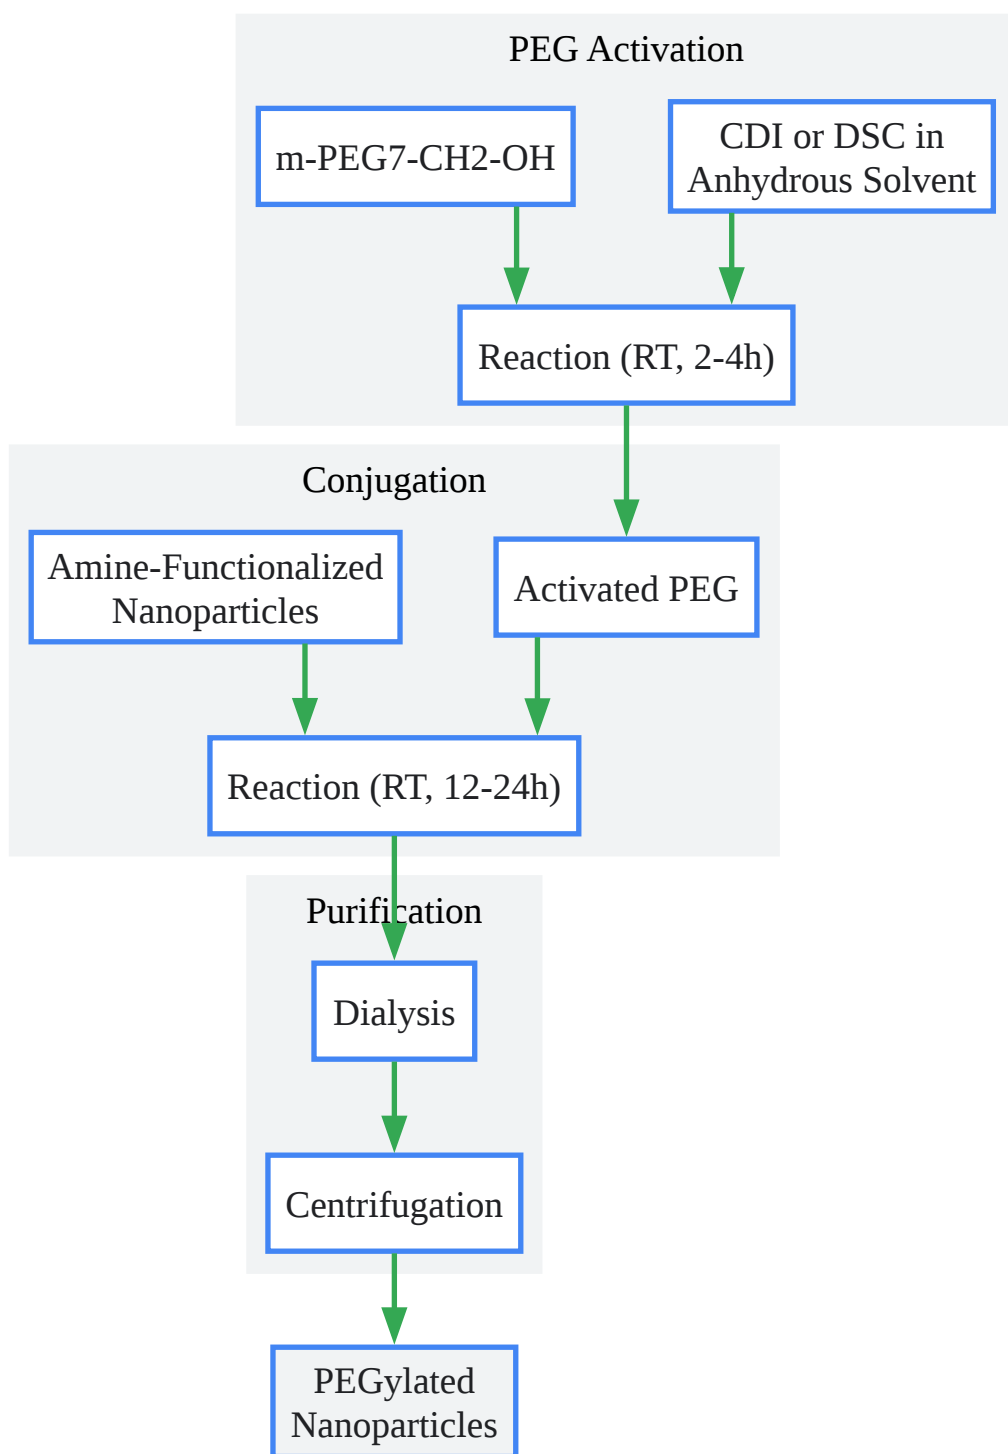 PEG Activation
m-PEG7-CH2-OH
CDI or DSC in
Anhydrous Solvent
Reaction (RT, 2-4h)
Conjugation
Amine-Functionalized
Nanoparticles
Activated PEG
Reaction (RT, 12-24h)
Purification
Dialysis
Centrifugation
PEGylated
Nanoparticles